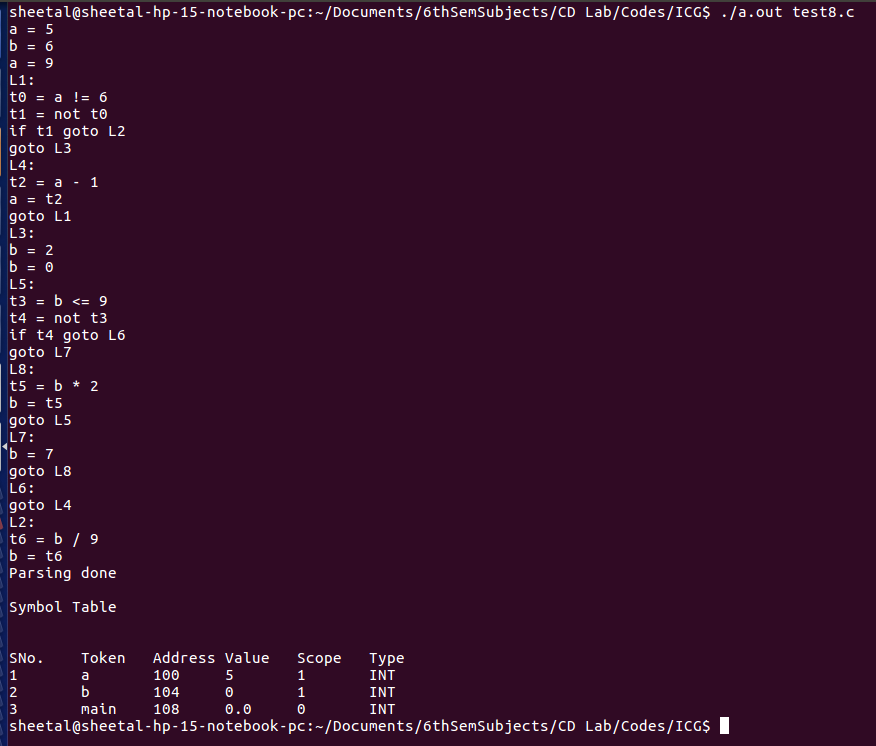 sheetal@sheetal-hp-15-notebook-pc:~/Documents/6thSemSubjects/CD Lab/Codes/ICG$ ./a.out test8.c
a = 5
b = 6
a = 9
L1:
t0 = a != 6
t1 = not t0
if t1 goto L2
goto L3
L4:
t2 = a - 1
a = t2
goto L1
L3:
b = 2
b = 0
L5:
t3 = b <= 9
t4 = not t3
if t4 goto L6
goto L7
L8:
t5 = b * 2
b = t5
goto L5
L7:
b = 7
goto L8
L6:
goto L4
L2:
t6 = b / 9
b = t6
Parsing done
Symbol Table
SNo. Token Address Value Scope Type
1 a 100 5 1 INT
2 b 104 0 1 INT
3 main 108 0.0 0 INT
sheetal@sheetal-hp-15-notebook-pc:~/Documents/6thSemSubjects/CD Lab/Codes/ICG$